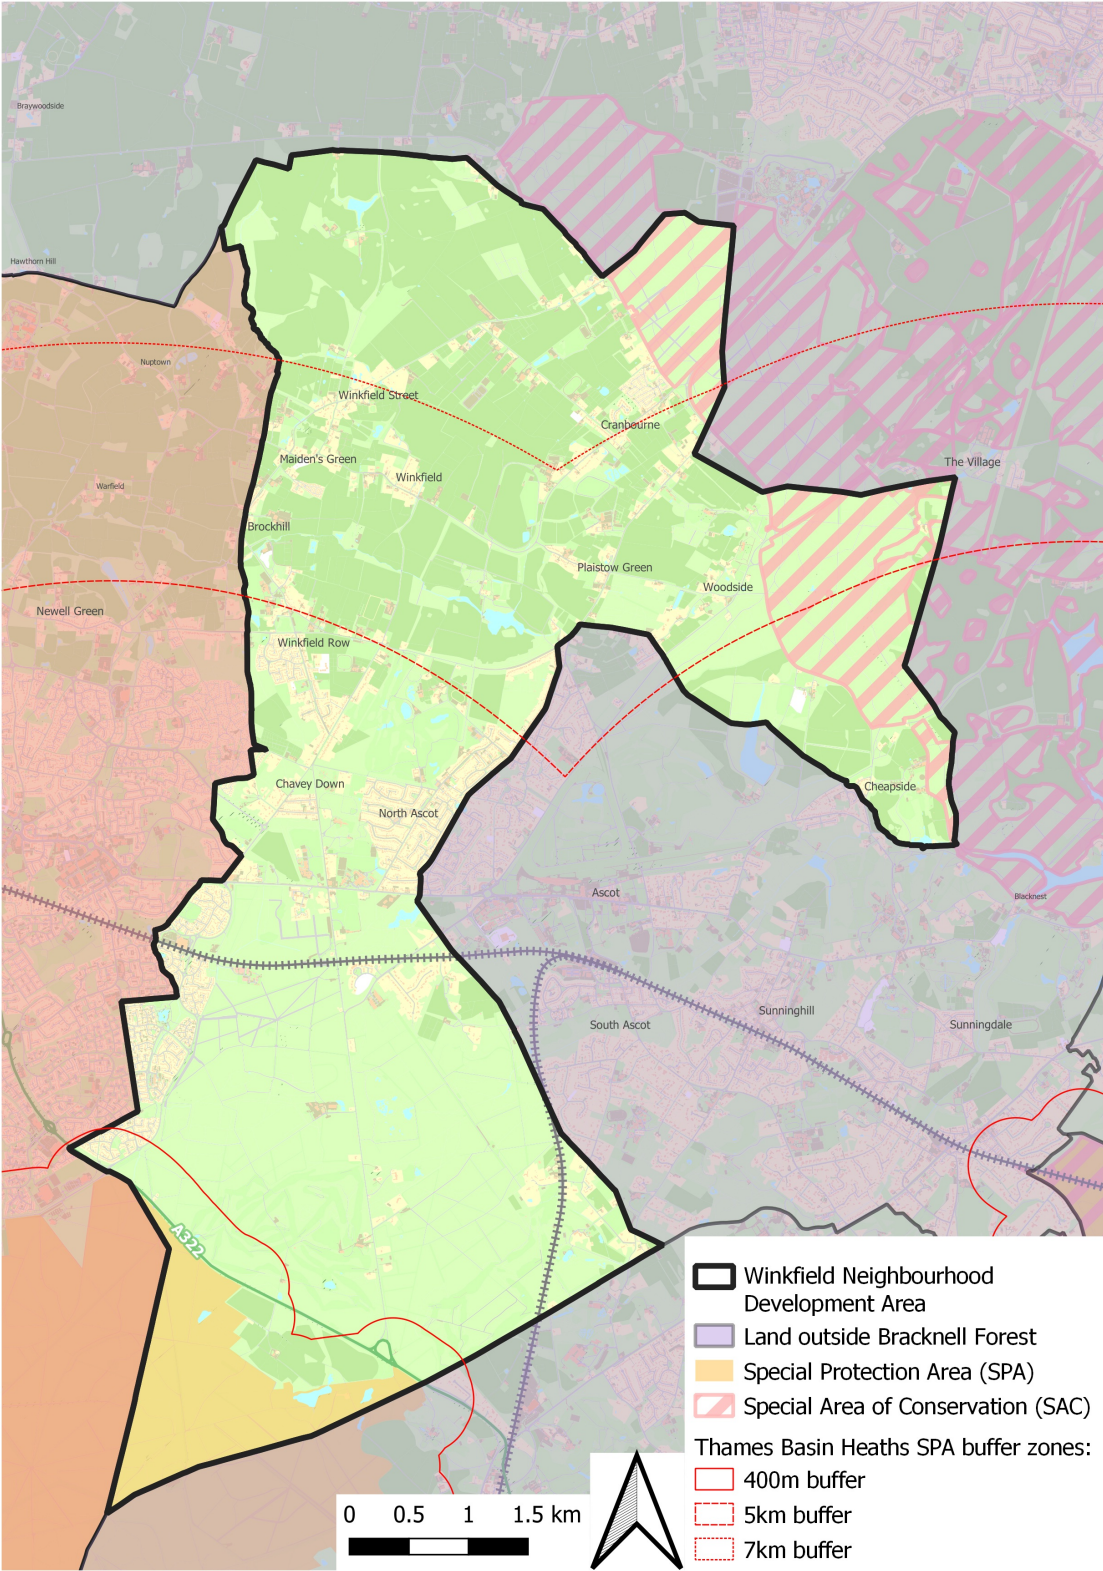 Braywoodside
Hawthorn Hill
Nuptown
Winkfield Street
Cranbourne
Maiden's Green
The Village
Winkfield
Warfield
Brockhill
Plaistow Green
Woodside
Newell Green
Winkfield Row
Chavey Down
Cheapside
North Ascot
Ascot
Blacknest
Sunninghill
South Ascot
Sunningdale
A322
Winkfield Neighbourhood
Development Area
Land outside Bracknell Forest
Special Protection Area (SPA)
Special Area of Conservation (SAC)
Thames Basin Heaths SPA buffer zones:
400m buffer
5km buffer
7km buffer
0 0.5 1 1.5 km